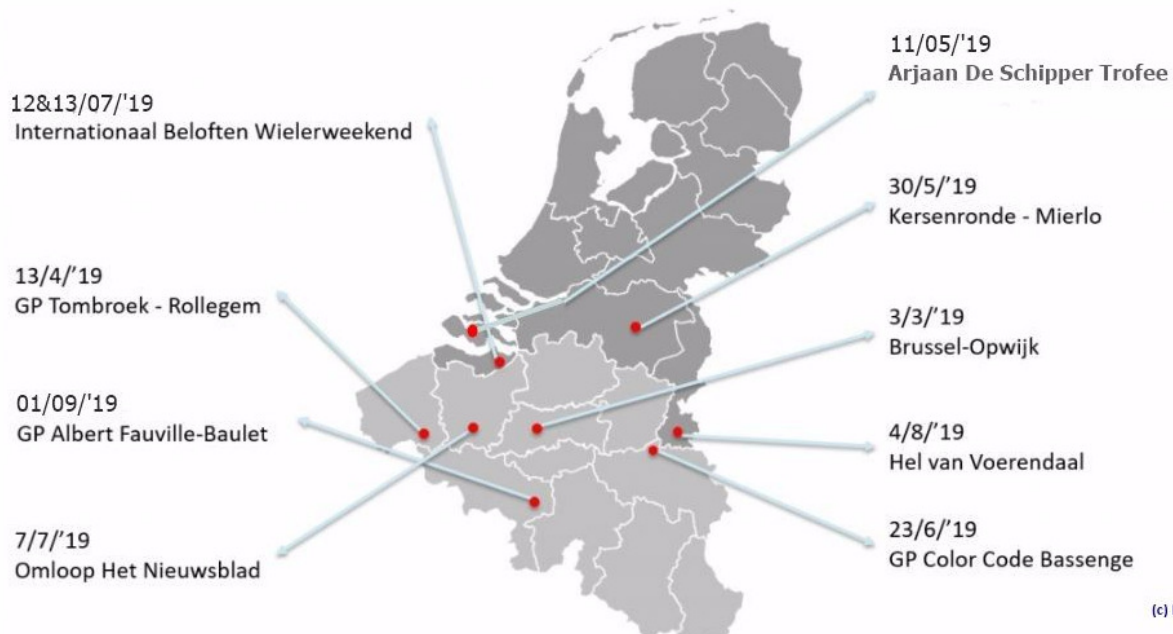 12&13/07/'19
Internationaal Beloften Wielerweekend
13/4/’19
GP Tombroek - Rollegem
01/09/'19
GP Albert Fauville-Baulet
7/7/’19
Omloop Het Nieuwsblad
11/05/'19
Arjaan De Schipper Trofee
30/5/’19
Kersenronde - Mierlo
3/3/’19
Brussel-Opwijk
4/8/’19
Hel van Voerendaal
23/6/’19
GP Color Code Bassenge
(c)